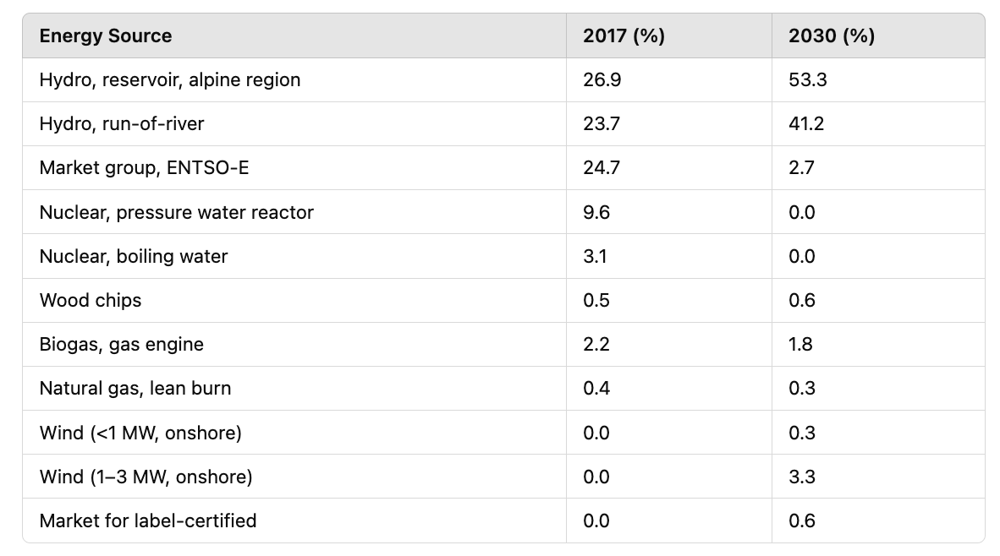 Energy Source 2017 (%) 2030 (%)
Hydro, reservoir, alpine region 26.9 53.3
Hydro, run-of-river 23.7 41.2
Market group, ENTSO-E 24.7 2.7
Nuclear, pressure water reactor 9.6 0.0
Nuclear, boiling water 3.1 0.0
Wood chips 0.5 0.6
Biogas, gas engine 2.2 1.8
Natural gas, lean burn 0.4 0.3
Wind (<1 MW, onshore) 0.0 0.3
Wind (1–3 MW, onshore) 0.0 3.3
Market for label-certified 0.0 0.6